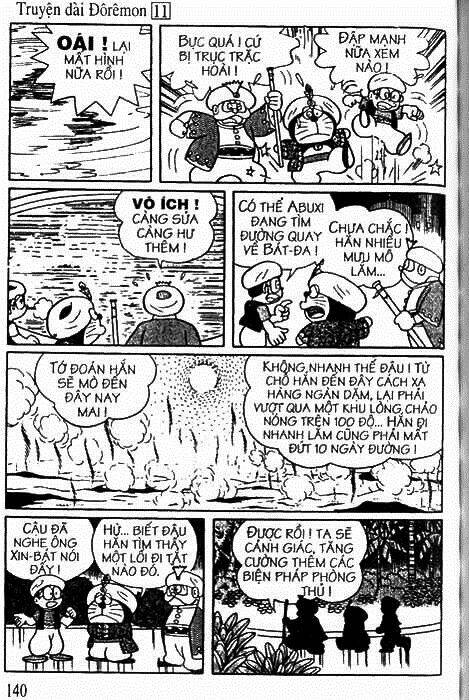 Truyện dài Đôrêmon 11
OÁI ! LẠI
MẤT HÌNH
NỮA RỒI !
BỰC QUÁ ! CỨ
BỊ TRỤC TRẶC
HOÀI !
ĐẬP MẠNH
NỮA XEM
NÀO !
VÔ ÍCH !
CÀNG SỬA
CÀNG HƯ
THÊM !
CÓ THỂ ABUXI
ĐANG TÌM
ĐƯỜNG QUAY
VỀ BÁT-ĐA !
CHƯA CHẮC !
HẮN NHIỀU
MƯU MÔ
LẮM...
TỚ ĐOÁN HẮN
SẼ MÒ ĐẾN
ĐÂY NAY
MAI !
KHÔNG NHANH THẾ ĐÂU ! TỪ
CHỖ HẮN ĐẾN ĐÂY CÁCH XA
HÀNG NGÀN DẶM, LẠI PHẢI
VƯỢT QUA MỘT KHU LÒNG CHẢO
NÓNG TRÊN 100 ĐỘ... HẮN ĐI
NHANH LẮM CŨNG PHẢI MẤT
ĐỨT 10 NGÀY ĐƯỜNG !
CẬU ĐÃ
NGHE ÔNG
XIN-BÁT NÓI
ĐẤY !
HỪ... BIẾT ĐÂU
HẮN TÌM THẤY
MỘT LỐI ĐI TẮT
NÀO ĐÓ.
ĐƯỢC RỒI ! TA SẼ
CẢNH GIÁC, TĂNG
CƯỜNG THÊM CÁC
BIỆN PHÁP PHÒNG
THỦ !
140